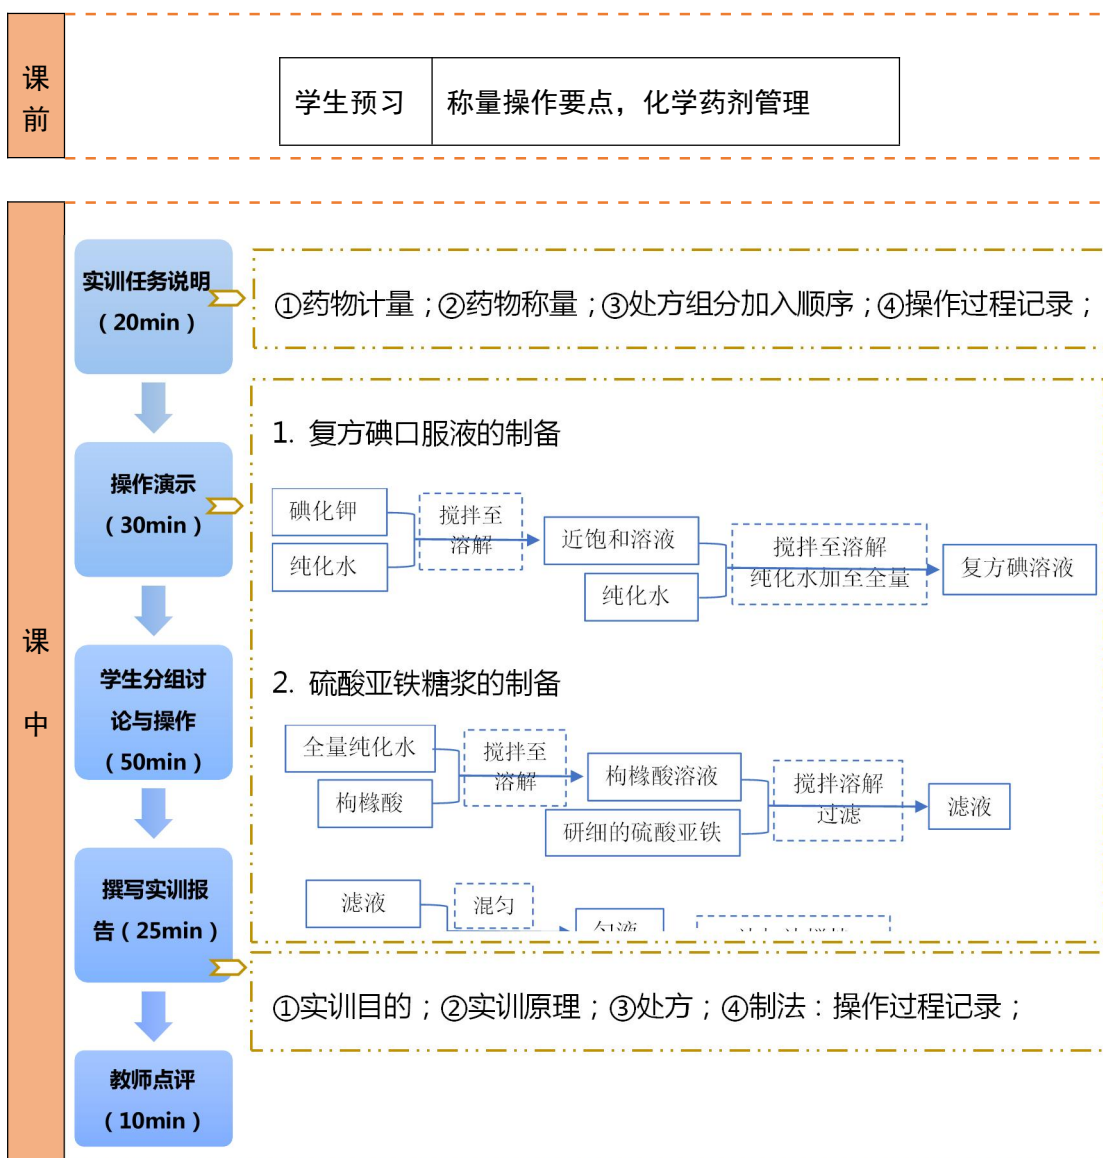 课
前
学生预习
称量操作要点，化学药剂管理
课
中
实训任务说明
（20min）
①药物计量；②药物称量；③处方组分加入顺序；④操作过程记录；
操作演示
（30min）
1. 复方碘口服液的制备
碘化钾
纯化水
搅拌至
溶解
近饱和溶液
纯化水
搅拌至溶解
纯化水加至全量
复方碘溶液
学生分组讨
论与操作
（50min）
2. 硫酸亚铁糖浆的制备
全量纯化水
枸橼酸
搅拌至
溶解
枸橼酸溶液
研细的硫酸亚铁
搅拌溶解
过滤
滤液
滤液
混匀
匀液
撰写实训报
告（25min）
①实训目的；②实训原理；③处方；④制法：操作过程记录；
教师点评
（10min）